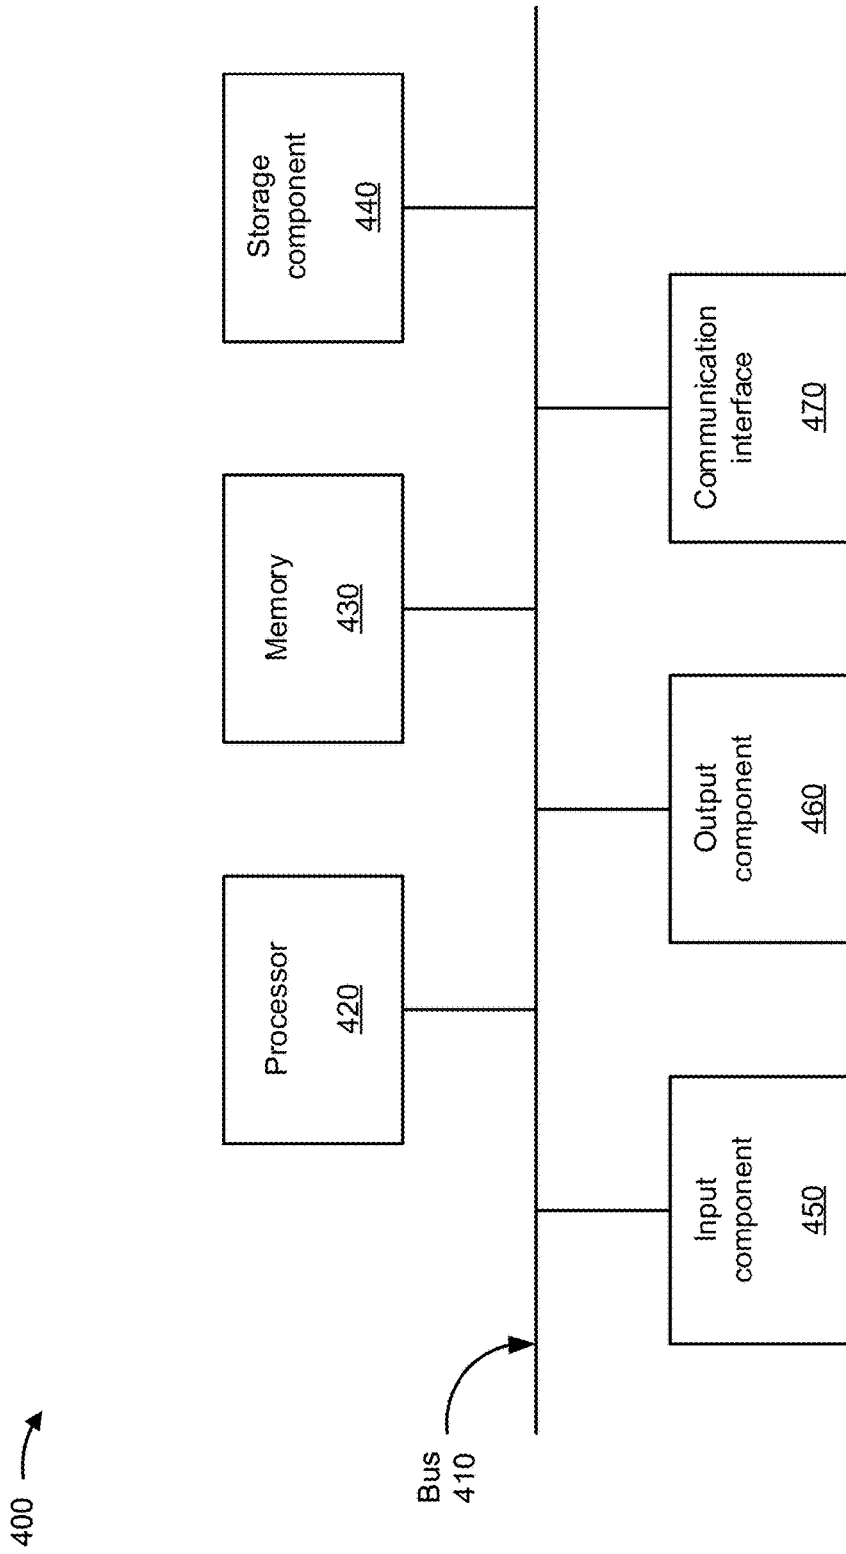 400
Processor
420
Memory
430
Storage
component
440
Bus
410
Input
component
450
Output
component
460
Communication
interface
470